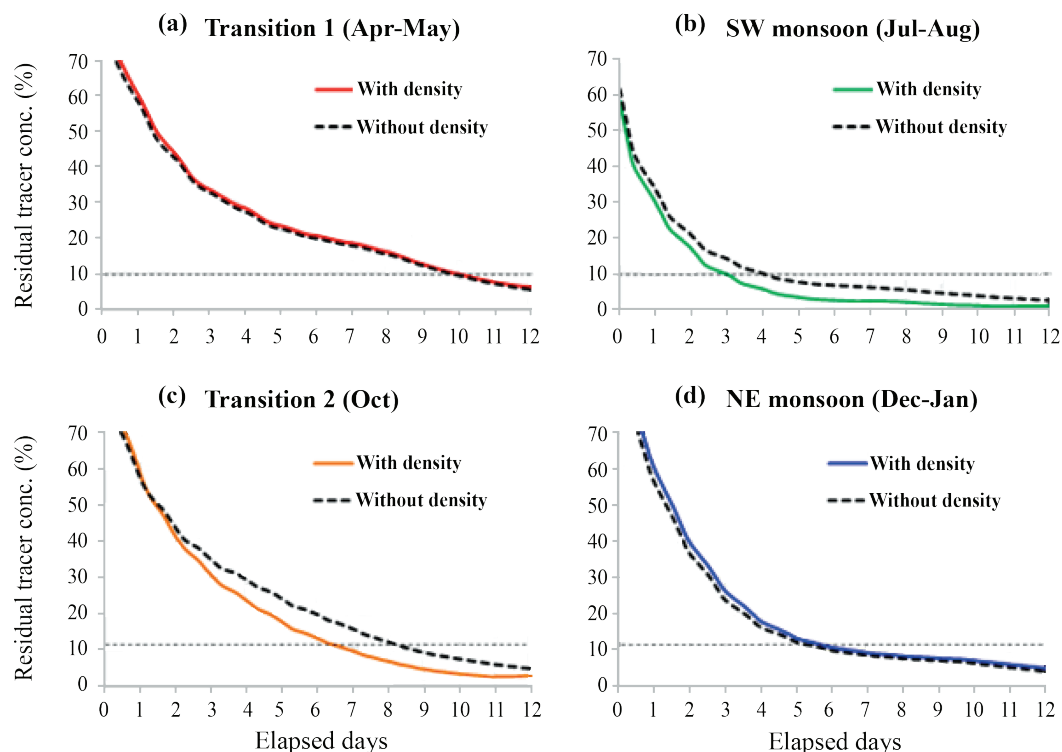 (a) Transition 1 (Apr-May)
Residual tracer conc. (%)
70
60
50
40
30
20
10
0
With density
Without density
0 1 2 3 4 5 6 7 8 9 10 11 12
(b) SW monsoon (Jul-Aug)
70
60
50
40
30
20
10
0
With density
Without density
0 1 2 3 4 5 6 7 8 9 10 11 12
(c) Transition 2 (Oct)
Residual tracer conc. (%)
70
60
50
40
30
20
10
0
With density
Without density
0 1 2 3 4 5 6 7 8 9 10 11 12
Elapsed days
(d) NE monsoon (Dec-Jan)
70
60
50
40
30
20
10
0
With density
Without density
0 1 2 3 4 5 6 7 8 9 10 11 12
Elapsed days